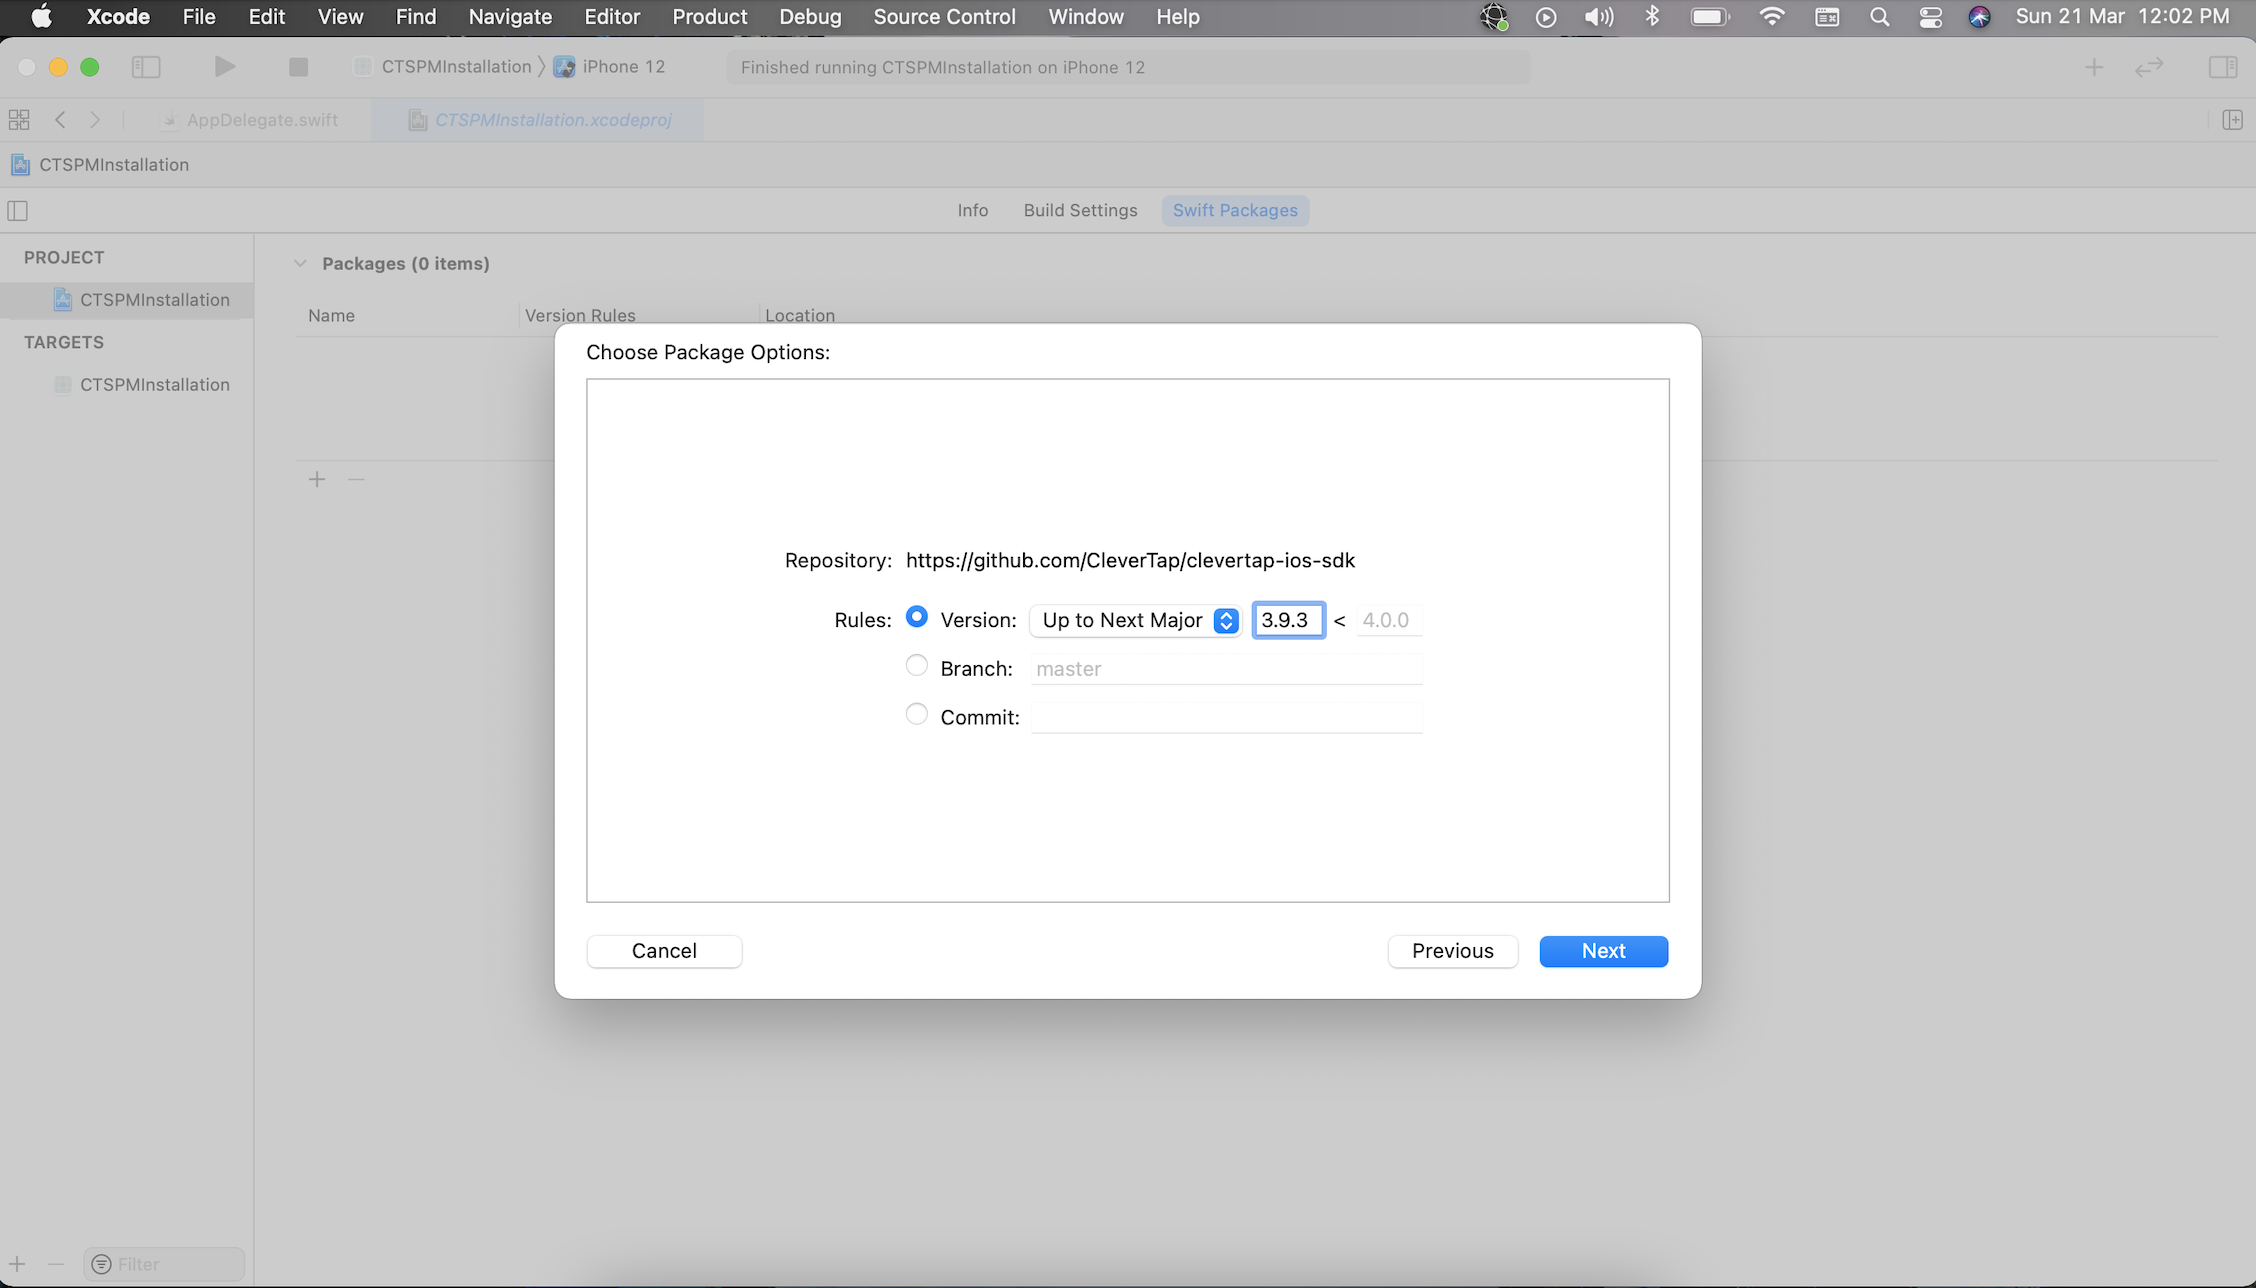 Xcode File Edit View Find Navigate Editor Product Debug Source Control Window Help Sun 21 Mar 12:02 PM
CTSPMInstallation iPhone 12 Finished running CTSPMInstallation on iPhone 12
AppDelegate.swift CTSPMInstallation.xcodeproj
CTSPMInstallation
Info Build Settings Swift Packages
PROJECT
CTSPMInstallation
TARGETS
CTSPMInstallation
Packages (0 items)
Name Version Rules Location
Choose Package Options:
Repository: https://github.com/CleverTap/clevertap-ios-sdk
Rules: Version: Up to Next Major 3.9.3 < 4.0.0
Branch: master
Commit:
Cancel Previous Next
Filter